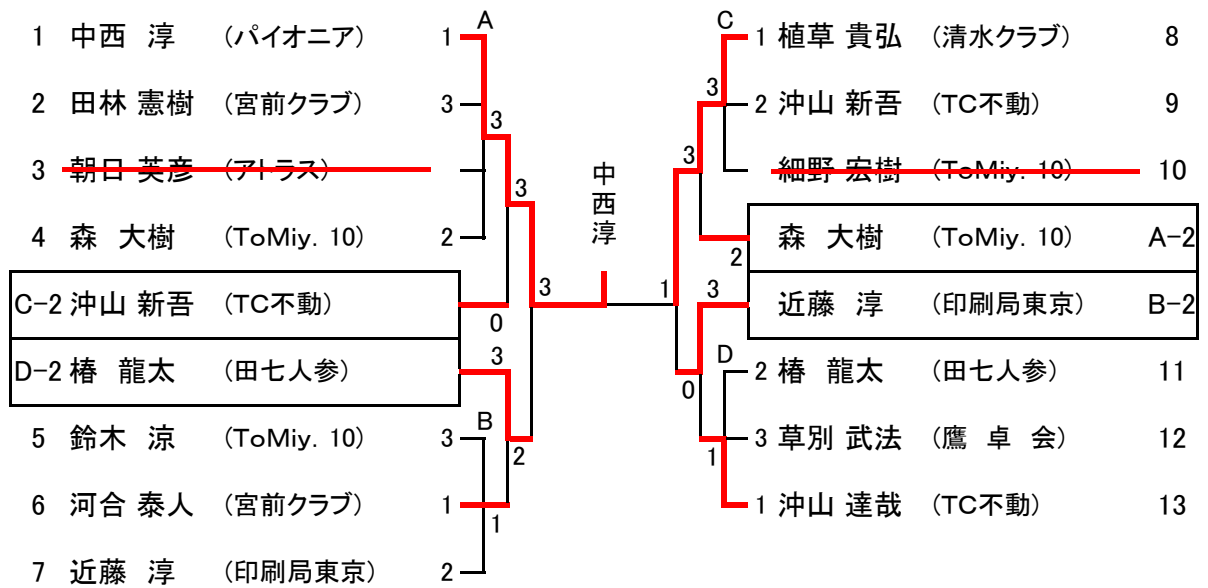 A
1 中西 淳 (パイオニア) 1
2 田林 憲樹 (宮前クラブ) 3
3
3 朝日 英彦 (アトラス)
3
4 森 大樹 (ToMiy. 10) 2
C-2 沖山 新吾 (TC不動)
0
3
D-2 椿 龍太 (田七人参)
3
B
5 鈴木 涼 (ToMiy. 10) 3
2
6 河合 泰人 (宮前クラブ) 1
1
7 近藤 淳 (印刷局東京) 2
中西淳
C
1 植草 貴弘 (清水クラブ) 8
3
2 沖山 新吾 (TC不動) 9
3
細野 宏樹 (ToMiy. 10) 10
森 大樹 (ToMiy. 10) A-2
2
1
3
近藤 淳 (印刷局東京) B-2
D
2 椿 龍太 (田七人参) 11
0
3 草別 武法 (鷹 卓 会) 12
1
1 沖山 達哉 (TC不動) 13